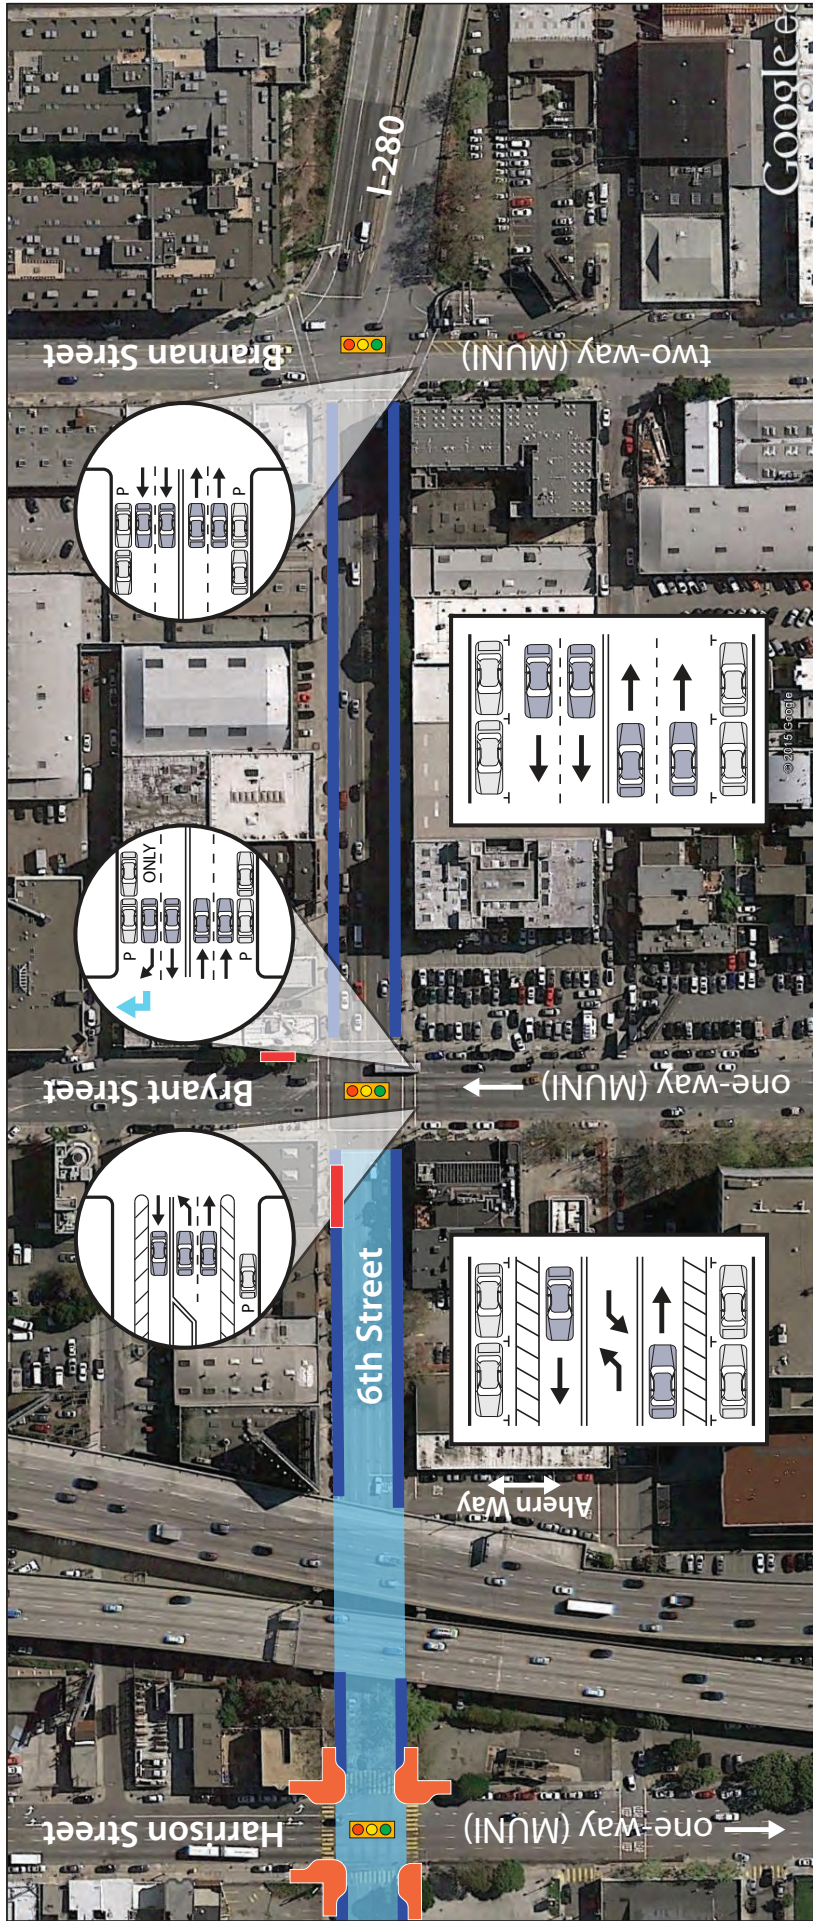 Google ea
I-280
Brannan Street
two-way (MUNI)
P
P
© 2015 Google
ONLY
P
P
Bryant Street
one-way (MUNI)
P
6th Street
Ahern Way
Harrison Street
one-way (MUNI)